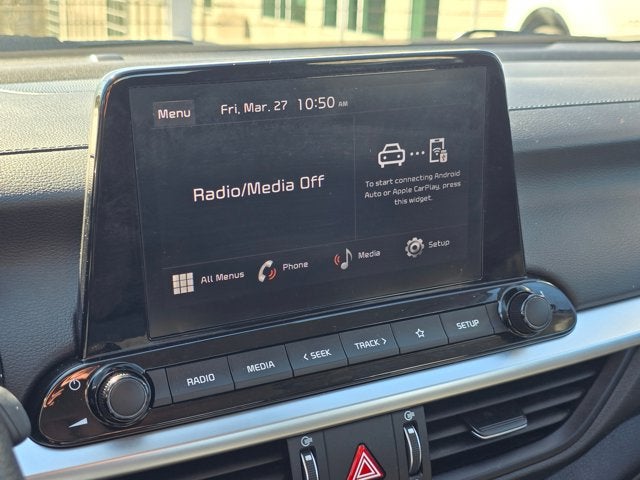 Menu
Fri, Mar. 27 10:50 AM
Radio/Media Off
To start connecting Android
Auto or Apple CarPlay, press
this widget.
All Menus
Phone
Media
Setup
RADIO
MEDIA
< SEEK
TRACK >
SETUP